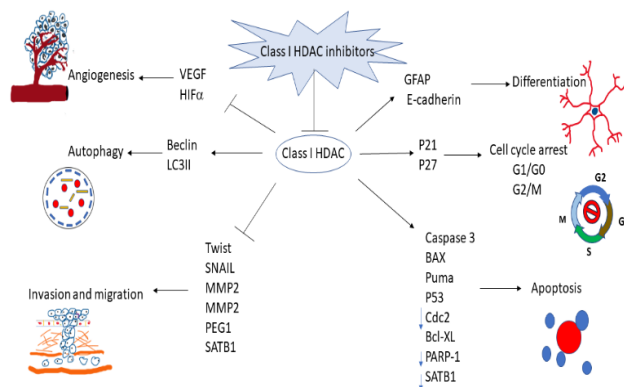 Class I HDAC inhibitors
Angiogenesis
VEGF
HIFα
GFAP
E-cadherin
Differentiation
Autophagy
Beclin
LC3II
Class I HDAC
P21
P27
Cell cycle arrest
G1/G0
G2/M
G2
M
G
S
Invasion and migration
Twist
SNAIL
MMP2
MMP2
PEG1
SATB1
Caspase 3
BAX
Puma
P53
Cdc2
Bcl-XL
PARP-1
SATB1
Apoptosis